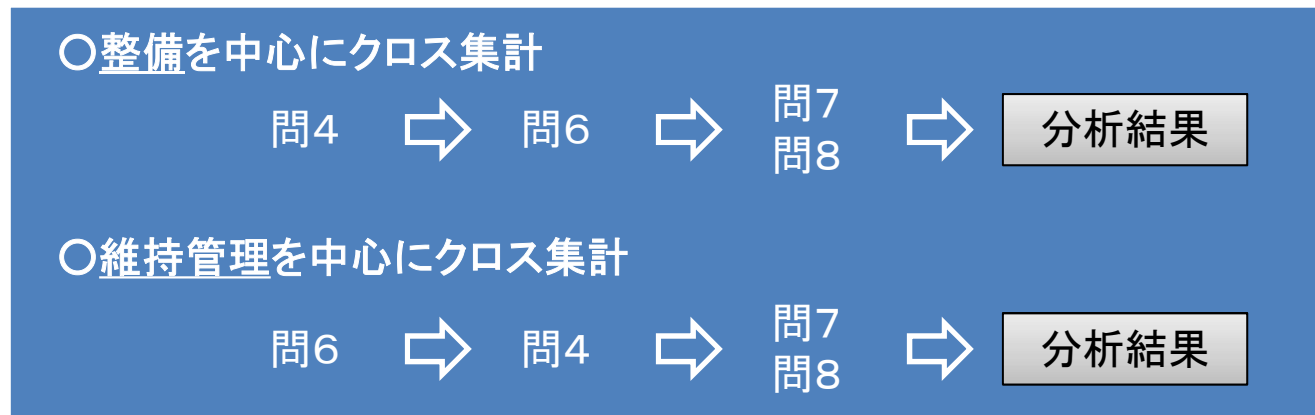 ○整備を中心にクロス集計
問4 ⇨ 問6 ⇨ 問7 問8 ⇨ 分析結果
○維持管理を中心にクロス集計
問6 ⇨ 問4 ⇨ 問7 問8 ⇨ 分析結果